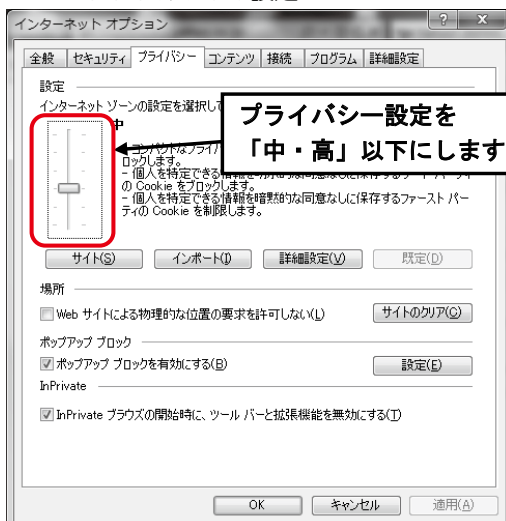 インターネット オプション
全般 セキュリティ プライバシー コンテンツ 接続 プログラム 詳細設定
設定
インターネット ゾーンの設定を選択して
プライバシー設定を
「中・高」以下にします
中
ロックします。
- 個人を特定できる情報を
の Cookie をブロックします。
- 個人を特定できる情報を暗黙的な同意なしに保存するファースト パー
ティの Cookie を制限します。
サイト(S) インポート(I) 詳細設定(V) 既定(D)
場所
Web サイトによる物理的な位置の要求を許可しない(L) サイトのクリア(C)
ポップアップ ブロック
ポップアップ ブロックを有効にする(B) 設定(E)
InPrivate
InPrivate ブラウズの開始時に、ツール バーと拡張機能を無効にする(T)
OK キャンセル 適用(A)